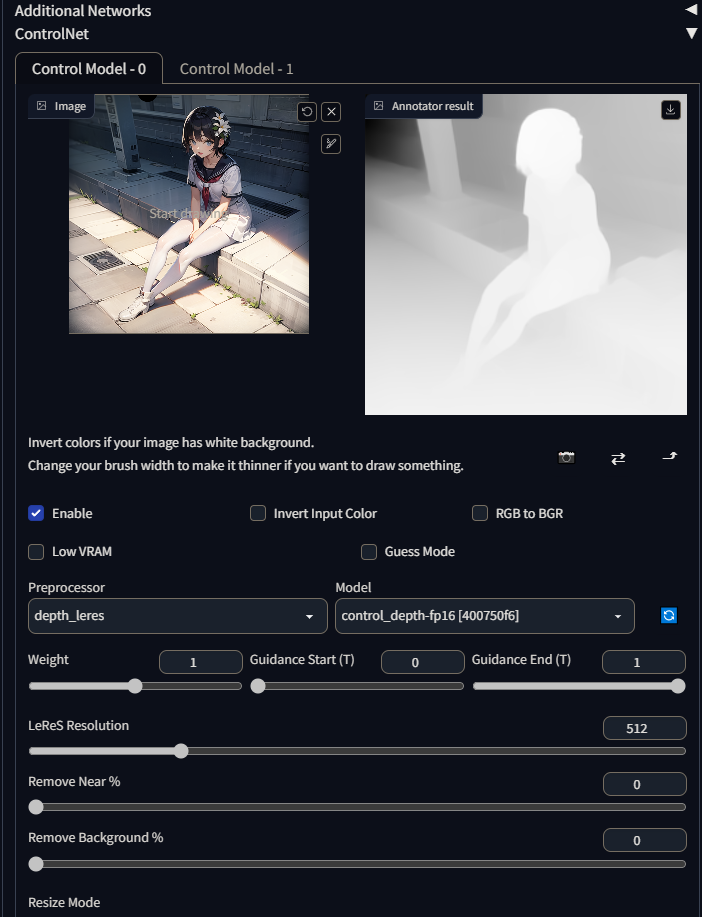 Additional Networks
ControlNet
Control Model - 0 Control Model - 1
Image
Annotator result
Start drawing
Invert colors if your image has white background.
Change your brush width to make it thinner if you want to draw something.
Enable Invert Input Color RGB to BGR
Low VRAM Guess Mode
Preprocessor Model
depth_leres control_depth-fp16 [400750f6]
Weight 1 Guidance Start (T) 0 Guidance End (T) 1
LeReS Resolution 512
Remove Near % 0
Remove Background % 0
Resize Mode